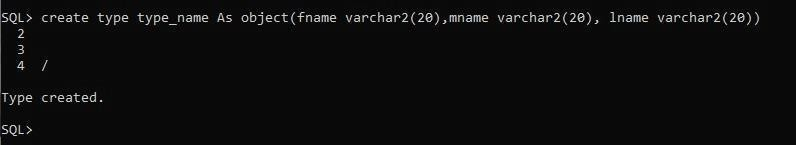 SQL> create type type_name As object(fname varchar2(20),mname varchar2(20), lname varchar2(20))
  2
  3
  4  /
Type created.
SQL>